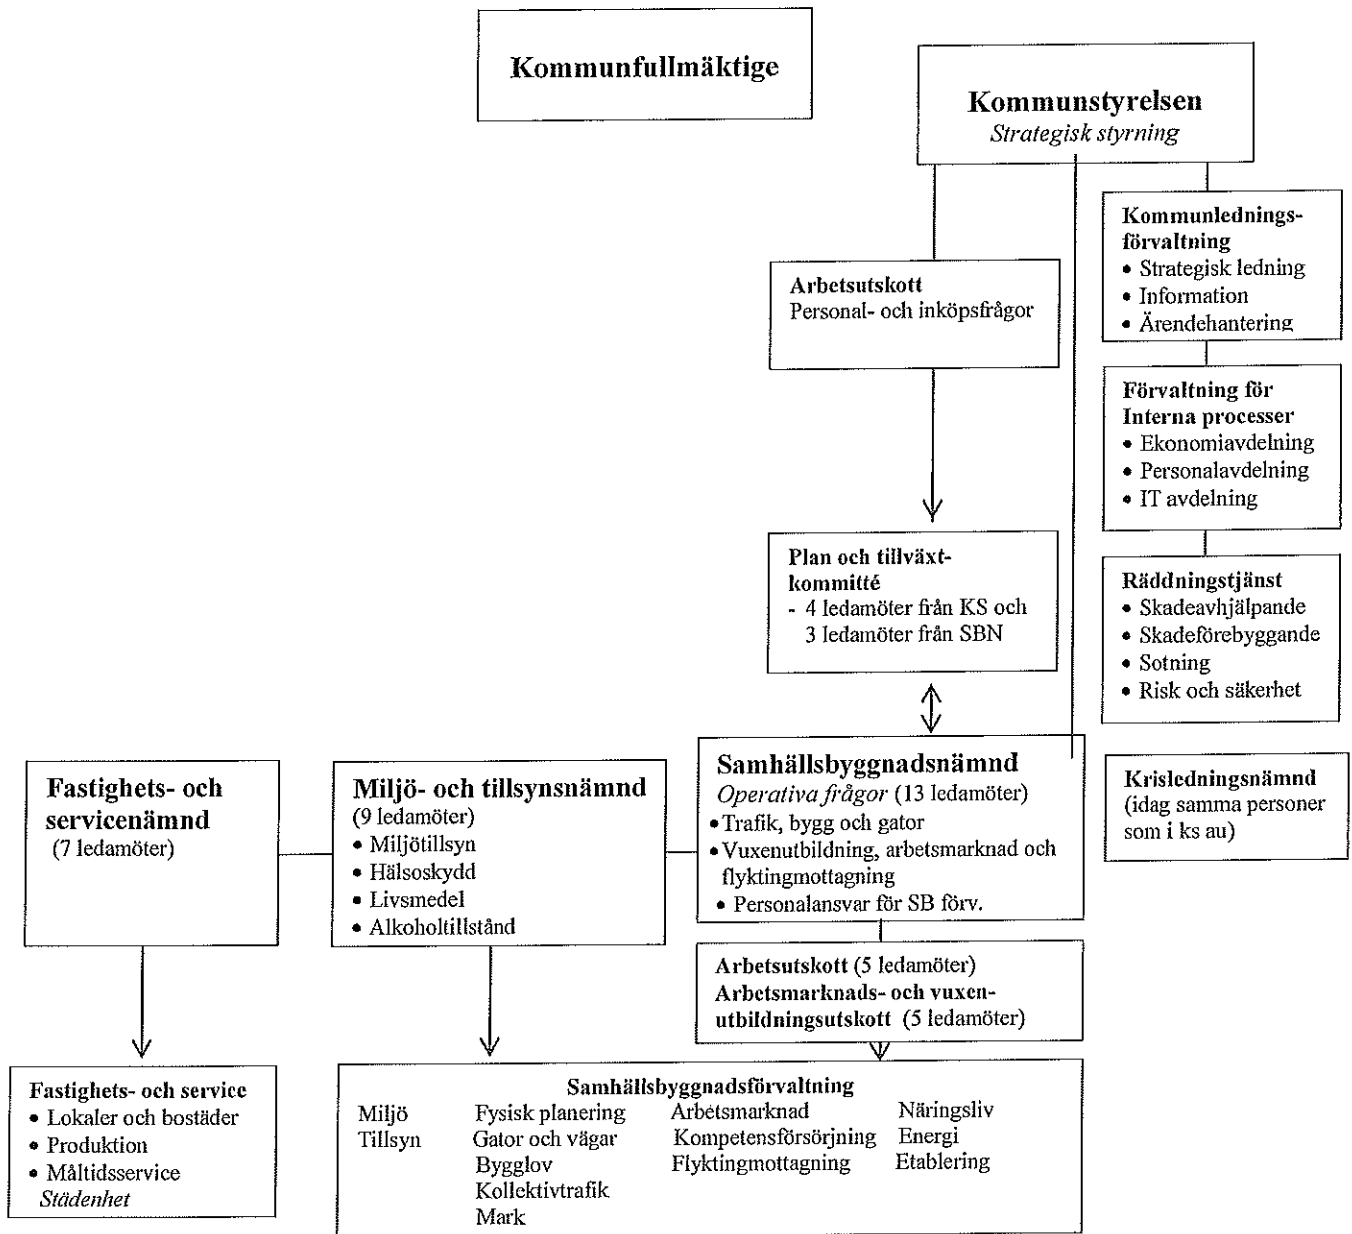 Kommunfullmäktige
Kommunstyrelsen
Strategisk styrning
Kommunlednings-
förvaltning
• Strategisk ledning
• Information
• Ärendehantering
Arbetsutskott
Personal- och inköpsfrågor
Förvaltning för
Interna processer
• Ekonomiavdelning
• Personalavdelning
• IT avdelning
Plan och tillväxt-
kommitté
- 4 ledamöter från KS och
3 ledamöter från SBN
Räddningstjänst
• Skadeavhjälpande
• Skadeförebyggande
• Sotning
• Risk och säkerhet
Fastighets- och
servicenämnd
(7 ledamöter)
Miljö- och tillsynsnämnd
(9 ledamöter)
• Miljötillsyn
• Hälsoskydd
• Livsmedel
• Alkoholtillstånd
Samhällsbyggnadsnämnd
Operativa frågor (13 ledamöter)
• Trafik, bygg och gator
• Vuxenutbildning, arbetsmarknad och
flyktingmottagning
• Personalansvar för SB förv.
Krisledningsnämnd
(idag samma personer
som i ks au)
Arbetsutskott (5 ledamöter)
Arbetsmarknads- och vuxen-
utbildningsutskott (5 ledamöter)
Fastighets- och service
• Lokaler och bostäder
• Produktion
• Måltidsservice
Städenhet
Samhällsbyggnadsförvaltning
Miljö Fysisk planering Arbetsmarknad Näringsliv
Tillsyn Gator och vägar Kompetensförsörjning Energi
Bygglov Flyktingmottagning Etablering
Kollektivtrafik
Mark